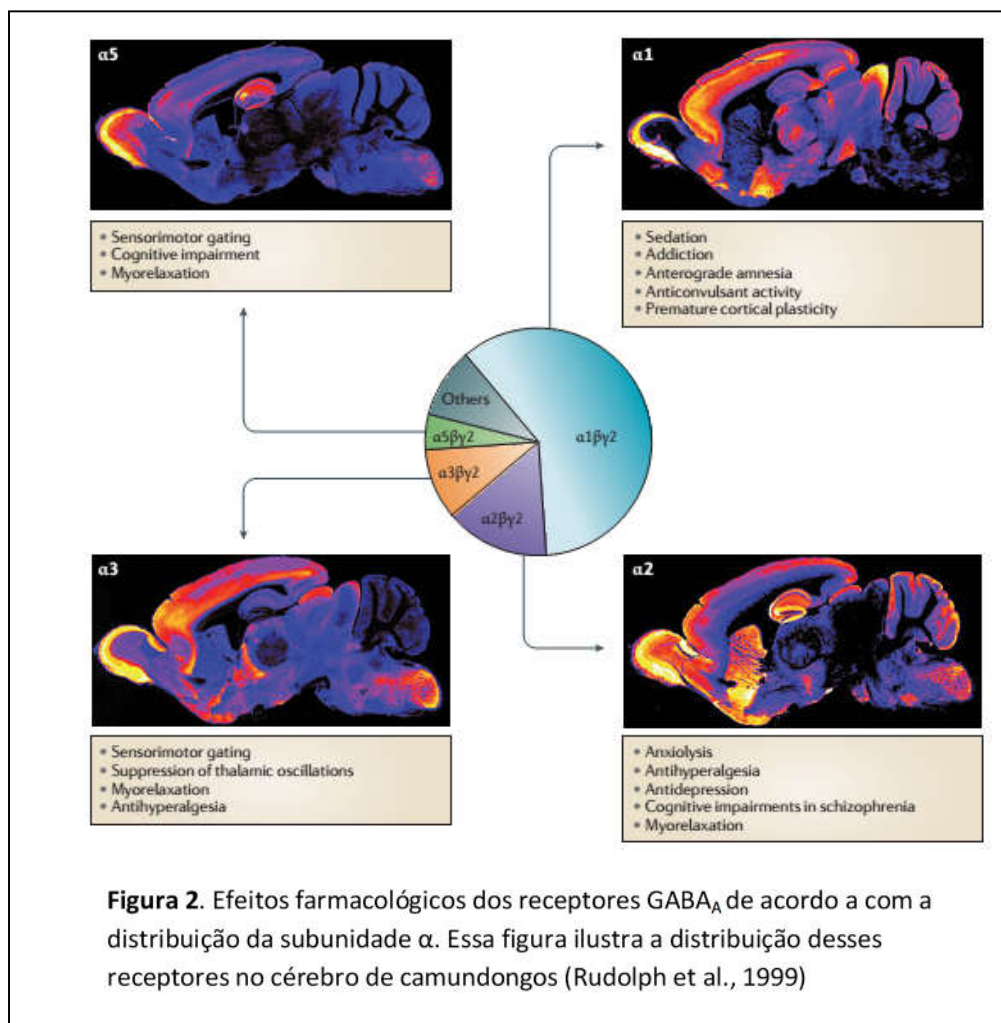 α5
α1
• Sensorimotor gating
• Cognitive impairment
• Myorelaxation
• Sedation
• Addiction
• Anterograde amnesia
• Anticonvulsant activity
• Premature cortical plasticity
Others
α1βγ2
α5βγ2
α3βγ2
α2βγ2
α3
α2
• Sensorimotor gating
• Suppression of thalamic oscillations
• Myorelaxation
• Antihyperalgesia
• Anxiolysis
• Antihyperalgesia
• Antidepression
• Cognitive impairments in schizophrenia
• Myorelaxation
Figura 2. Efeitos farmacológicos dos receptores GABAA de acordo a com a
distribuição da subunidade α. Essa figura ilustra a distribuição desses
receptores no cérebro de camundongos (Rudolph et al., 1999)